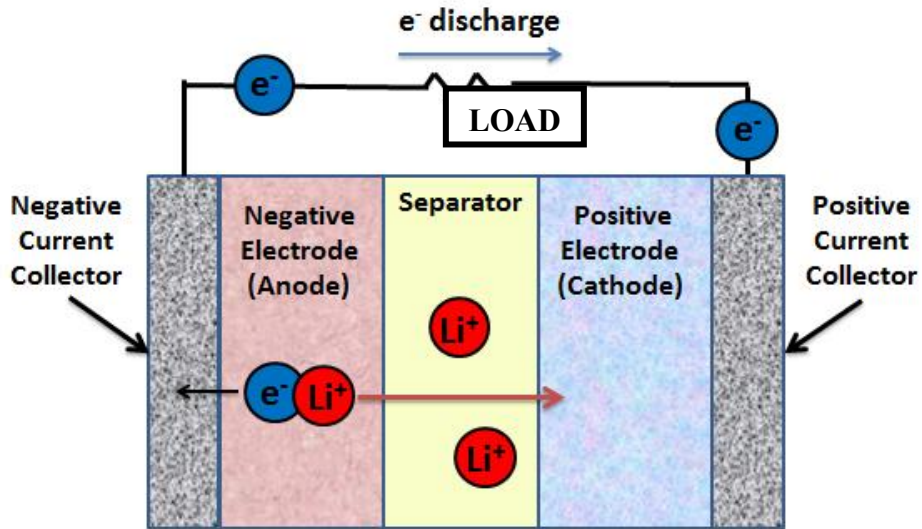 e⁻ discharge
e⁻
LOAD
e⁻
Negative
Current
Collector
Negative
Electrode
(Anode)
Separator
Positive
Electrode
(Cathode)
Positive
Current
Collector
Li⁺
e⁻ Li⁺
Li⁺